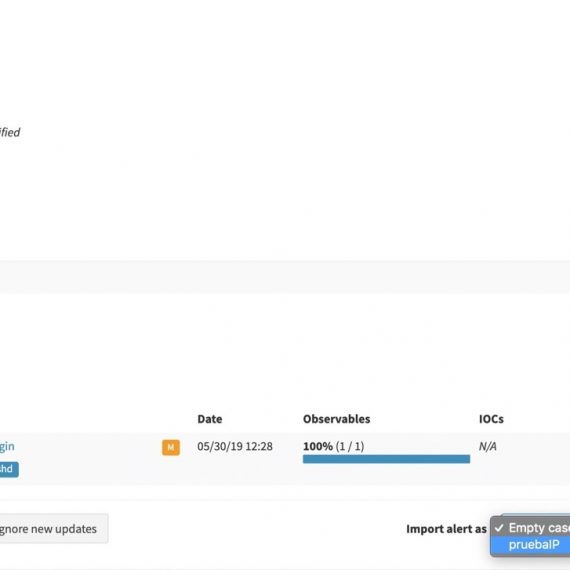 ified
Date Observables IOCs
gin M 05/30/19 12:28 100% (1 / 1) N/A
shd
gnore new updates Import alert as ✓ Empty case
pruebaIP